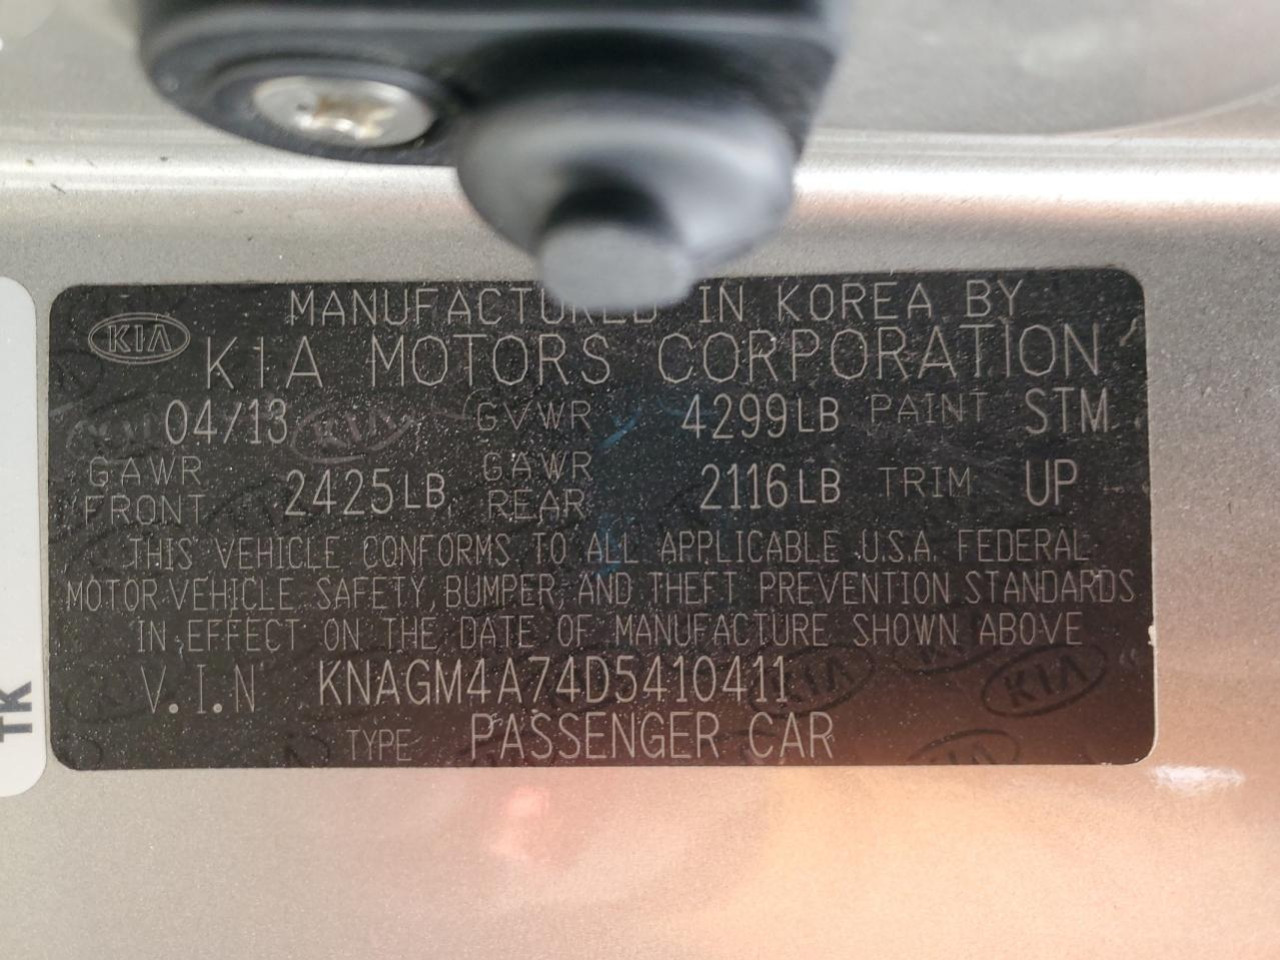 MANUFACTURED IN KOREA BY
KIA
KIA MOTORS CORPORATION
04/13 GVWR 4299LB PAINT STM
GAWR FRONT 2425LB GAWR REAR 2116LB TRIM UP
THIS VEHICLE CONFORMS TO ALL APPLICABLE U.S.A. FEDERAL
MOTOR VEHICLE SAFETY, BUMPER, AND THEFT PREVENTION STANDARDS
IN EFFECT ON THE DATE OF MANUFACTURE SHOWN ABOVE
V.I.N KNAGM4A74D5410411
TYPE PASSENGER CAR
TK